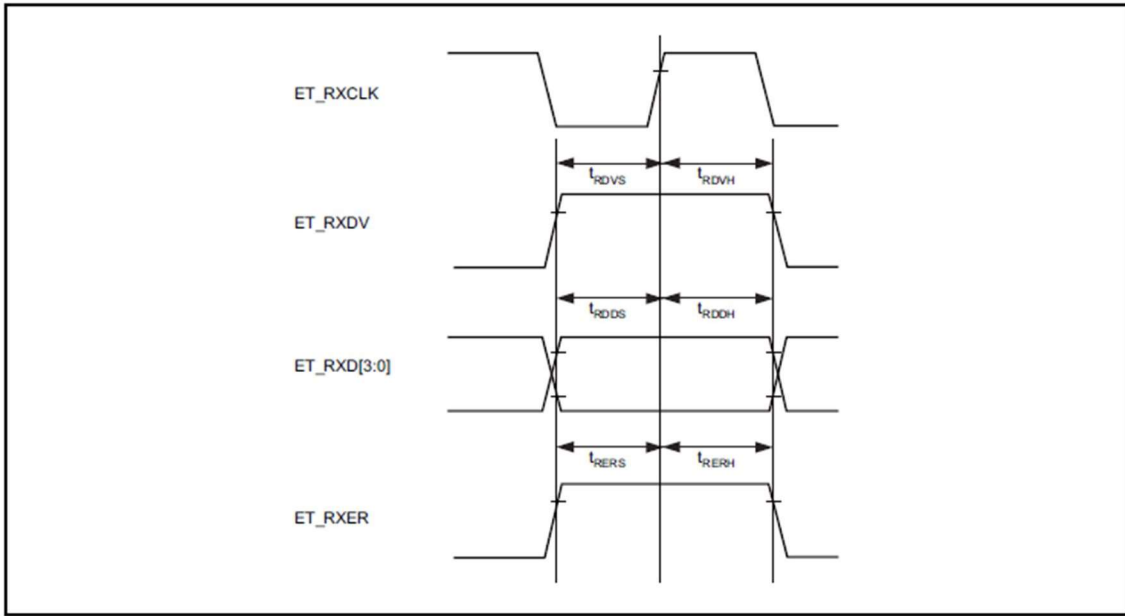 ET_RXCLK
tRDVS tRDVH
ET_RXDV
tRDDS tRDDH
ET_RXD[3:0]
tRERS tRERH
ET_RXER